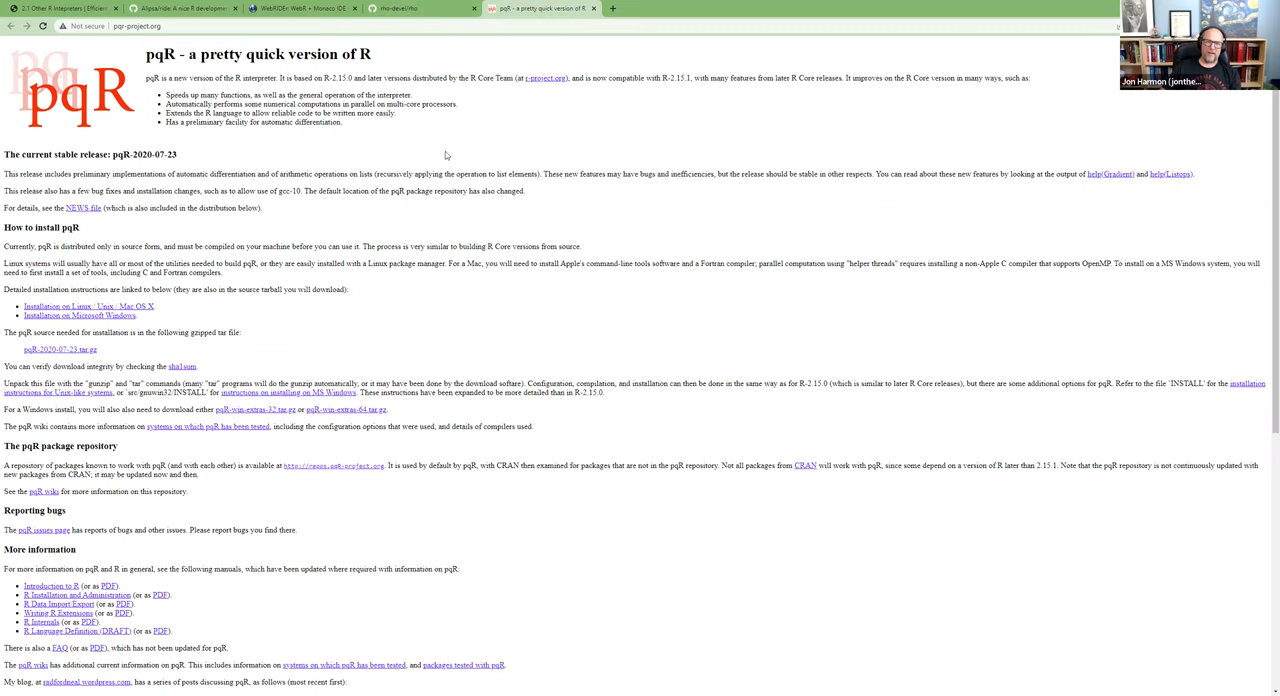 2.1 Other R Intepreters | Efficient
Alipsa/ride: A nice R developme
WebRIDEr: WebR + Monaco IDE
rho-devel/rho
pqR - a pretty quick version of R
Not secure | pqr-project.org
pq
pqR
pqR - a pretty quick version of R
pqR is a new version of the R interpreter. It is based on R-2.15.0 and later versions distributed by the R Core Team (at r-project.org), and is now compatible with R-2.15.1, with many features from later R Core releases. It improves on the R Core version in many ways, such as:
• Speeds up many functions, as well as the general operation of the interpreter.
• Automatically performs some numerical computations in parallel on multi-core processors.
• Extends the R language to allow reliable code to be written more easily.
• Has a preliminary facility for automatic differentiation.
Jon Harmon (jonthe...
The current stable release: pqR-2020-07-23
This release includes preliminary implementations of automatic differentiation and of arithmetic operations on lists (recursively applying the operation to list elements). These new features may have bugs and inefficiencies, but the release should be stable in other respects. You can read about these new features by looking at the output of help(Gradient) and help(Listops).
This release also has a few bug fixes and installation changes, such as to allow use of gcc-10. The default location of the pqR package repository has also changed.
For details, see the NEWS file (which is also included in the distribution below).
How to install pqR
Currently, pqR is distributed only in source form, and must be compiled on your machine before you can use it. The process is very similar to building R Core versions from source.
Linux systems will usually have all or most of the utilities needed to build pqR, or they are easily installed with a Linux package manager. For a Mac, you will need to install Apple's command-line tools software and a Fortran compiler; parallel computation using "helper threads" requires installing a non-Apple C compiler that supports OpenMP. To install on a MS Windows system, you will
need to first install a set of tools, including C and Fortran compilers.
Detailed installation instructions are linked to below (they are also in the source tarball you will download):
• Installation on Linux / Unix / Mac OS X.
• Installation on Microsoft Windows.
The pqR source needed for installation is in the following gzipped tar file:
pqR-2020-07-23.tar.gz
You can verify download integrity by checking the sha1sum.
Unpack this file with the "gunzip" and "tar" commands (many "tar" programs will do the gunzip automatically, or it may have been done by the download softare). Configuration, compilation, and installation can then be done in the same way as for R-2.15.0 (which is similar to later R Core releases), but there are some additional options for pqR. Refer to the file `INSTALL' for the installation
instructions for Unix-like systems, or `src/gnuwin32/INSTALL' for instructions on installing on MS Windows. These instructions have been expanded to be more detailed than in R-2.15.0.
For a Windows install, you will also also need to download either pqR-win-extras-32.tar.gz or pqR-win-extras-64.tar.gz.
The pqR wiki contains more information on systems on which pqR has been tested, including the configuration options that were used, and details of compilers used.
The pqR package repository
A repository of packages known to work with pqR (and with each other) is available at http://repos.pqR-project.org. It is used by default by pqR, with CRAN then examined for packages that are not in the pqR repository. Not all packages from CRAN will work with pqR, since some depend on a version of R later than 2.15.1. Note that the pqR repository is not continuously updated with
new packages from CRAN; it may be updated now and then.
See the pqR wiki for more information on this repository.
Reporting bugs
The pqR issues page has reports of bugs and other issues. Please report bugs you find there.
More information
For more information on pqR and R in general, see the following manuals, which have been updated where required with information on pqR:
• Introduction to R (or as PDF).
• R Installation and Administration (or as PDF).
• R Data Import/Export (or as PDF).
• Writing R Extensions (or as PDF).
• R Internals (or as PDF).
• R Language Definition (DRAFT) (or as PDF).
There is also a FAQ (or as PDF), which has not been updated for pqR.
The pqR wiki has additional current information on pqR. This includes information on systems on which pqR has been tested, and packages tested with pqR.
My blog, at radfordneal.wordpress.com, has a series of posts discussing pqR, as follows (most recent first):